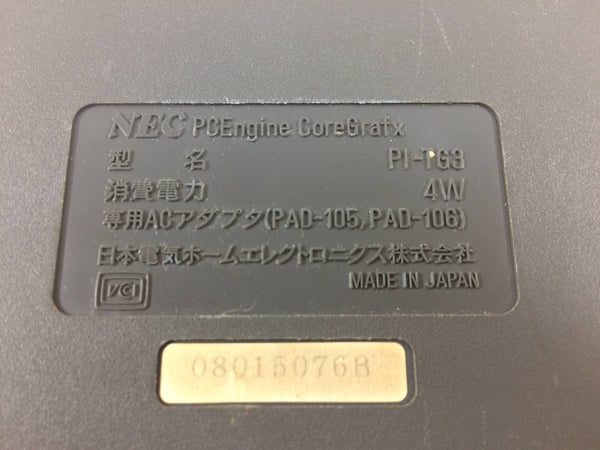 NEC PCEngine CoreGrafx
型 名 PI-TG3
消費電力 4W
専用ACアダプタ(PAD-105, PAD-106)
日本電気ホームエレクトロニクス株式会社
VCI MADE IN JAPAN
08015076B